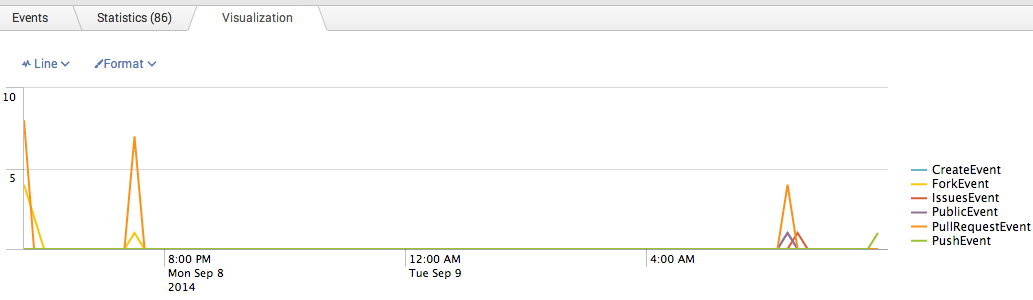 Events Statistics (86) Visualization
Line Format
10
5
CreateEvent
ForkEvent
IssuesEvent
PublicEvent
PullRequestEvent
PushEvent
8:00 PM 12:00 AM 4:00 AM
Mon Sep 8 Tue Sep 9
2014